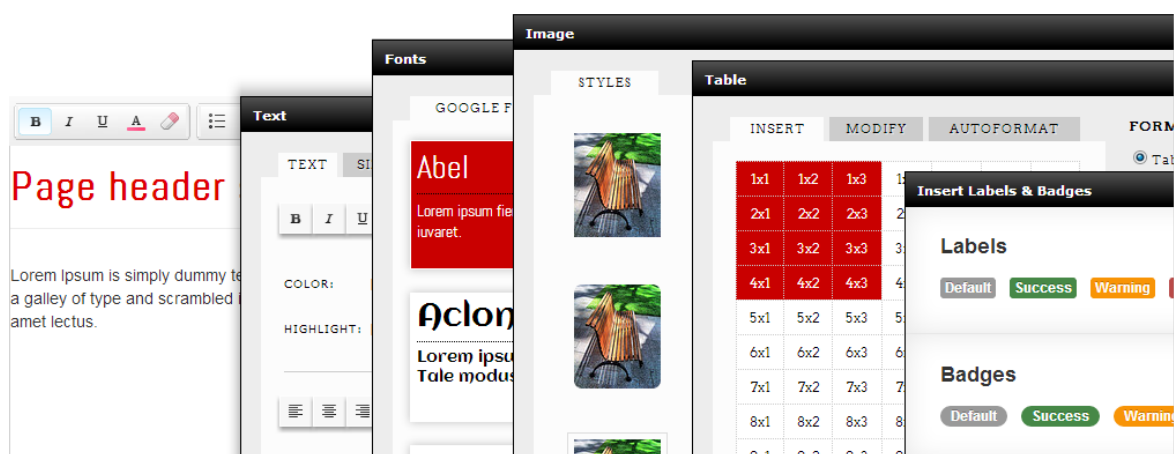 B I U A
Page header
Lorem Ipsum is simply dummy
a galley of type and scrambled
amet lectus.
Text
TEXT
B I U
COLOR:
HIGHLIGHT:
Fonts
GOOGLE F
Abel
Lorem ipsum
iuvaret.
Aclon
Lorem ipsu
Tale modus
Image
STYLES
Table
INSERT MODIFY AUTOFORMAT
FORM
Tab
1x1 1x2 1x3
2x1 2x2 2x3
3x1 3x2 3x3
4x1 4x2 4x3
5x1 5x2 5x3
6x1 6x2 6x3
7x1 7x2 7x3
8x1 8x2 8x3
Insert Labels & Badges
Labels
Default Success Warning
Badges
Default Success Warning